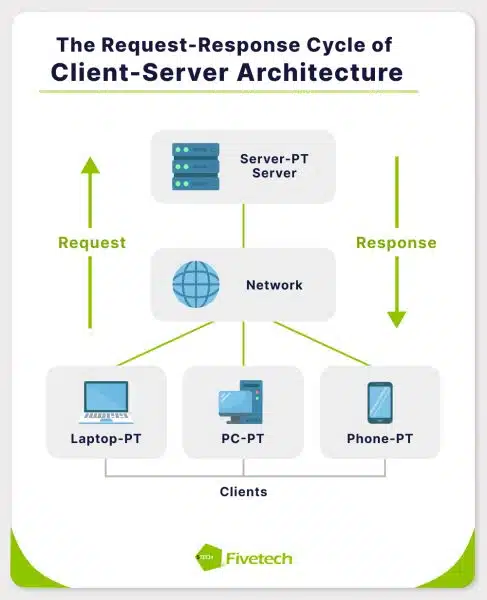 The Request-Response Cycle of
Client-Server Architecture
Server-PT
Server
Request
Response
Network
Laptop-PT
PC-PT
Phone-PT
Clients
Fivetech